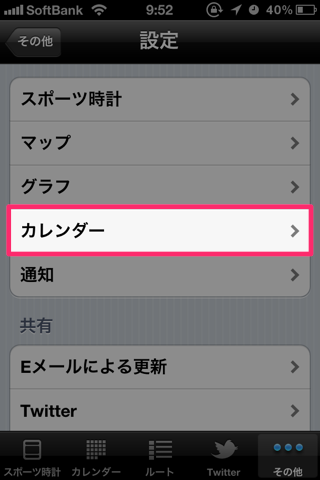 SoftBank 9:52 40%
その他 設定
スポーツ時計
マップ
グラフ
カレンダー
通知
共有
Eメールによる更新
Twitter
スポーツ時計 カレンダー ルート Twitter その他